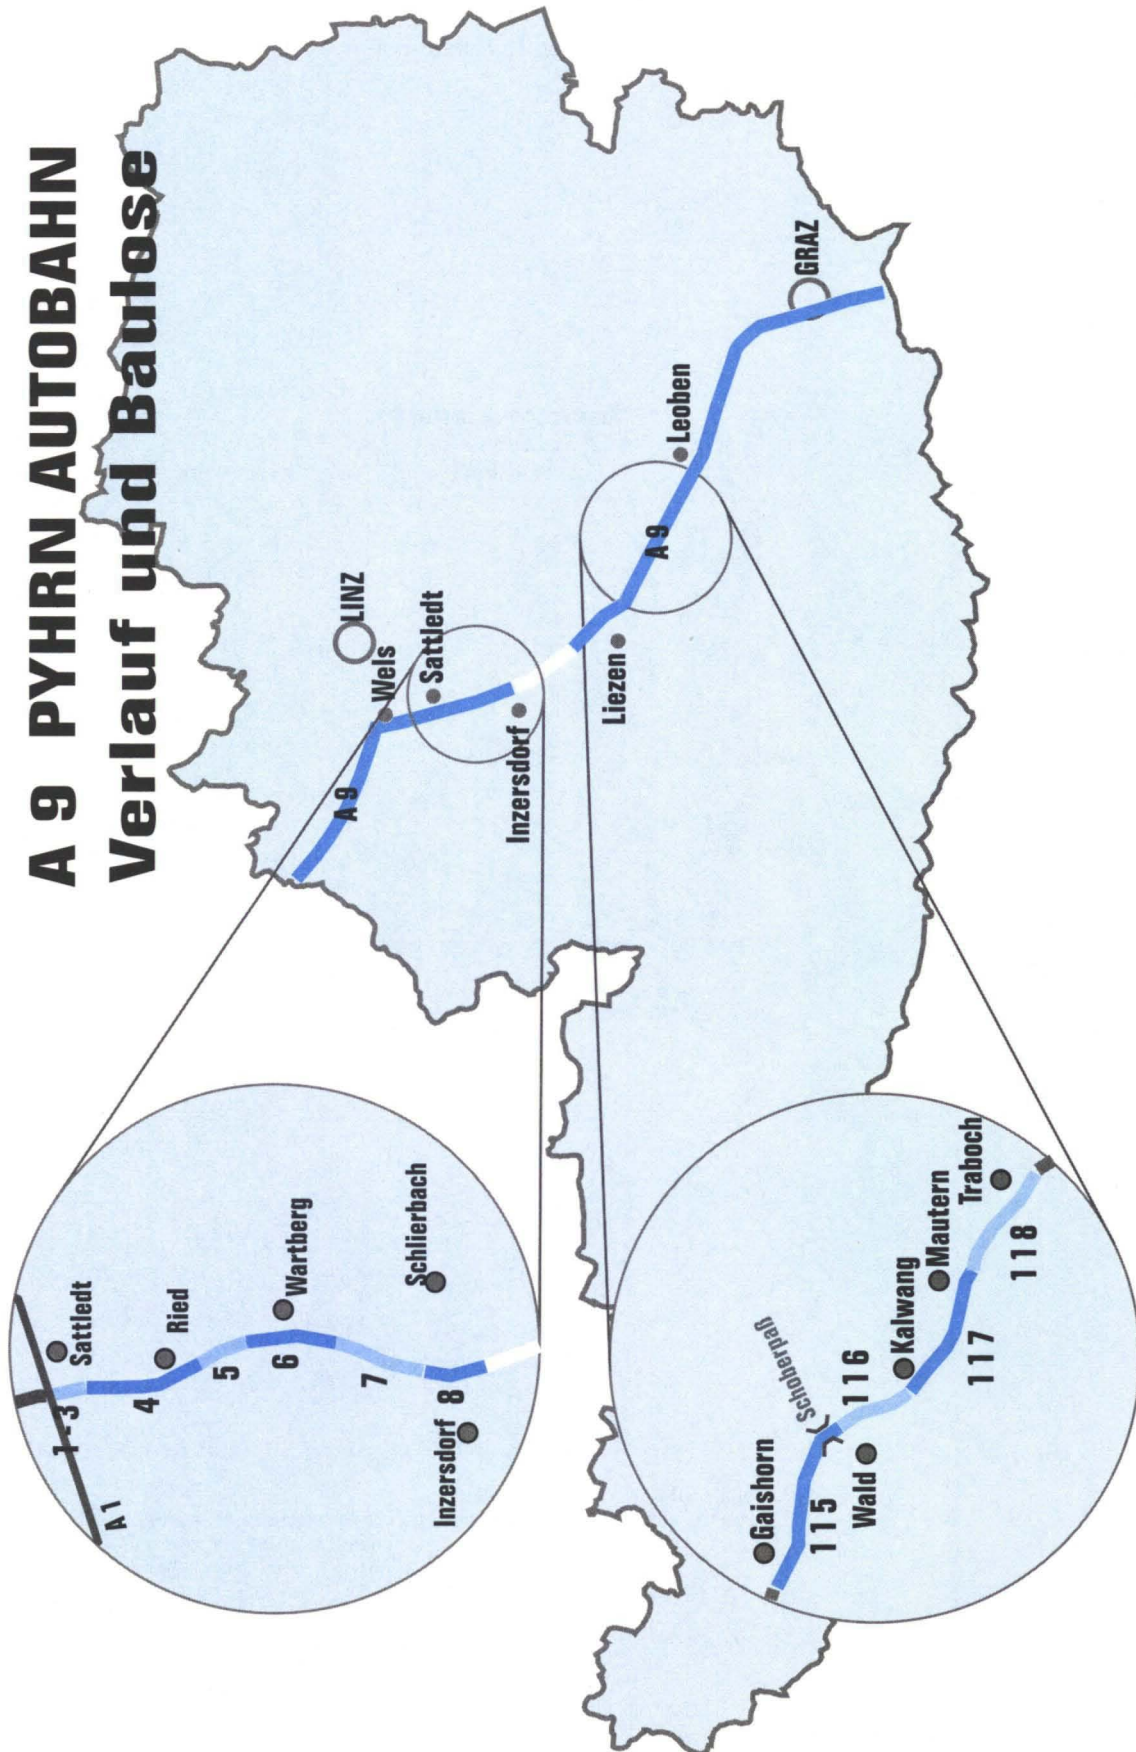 A 9 PYHRN AUTOBAHN
Verlauf und Baulose
LINZ
Wels
Sattledt
A 9
Inzersdorf
Liezen
A 9
Leoben
GRAZ
A 1
Sattledt
1-3
Ried
4
5
Wartberg
6
7
Schlierbach
8
Inzersdorf
Gaishorn
115
Schoberpaß
Wald
116
Kalwang
Mautern
117
Traboch
118